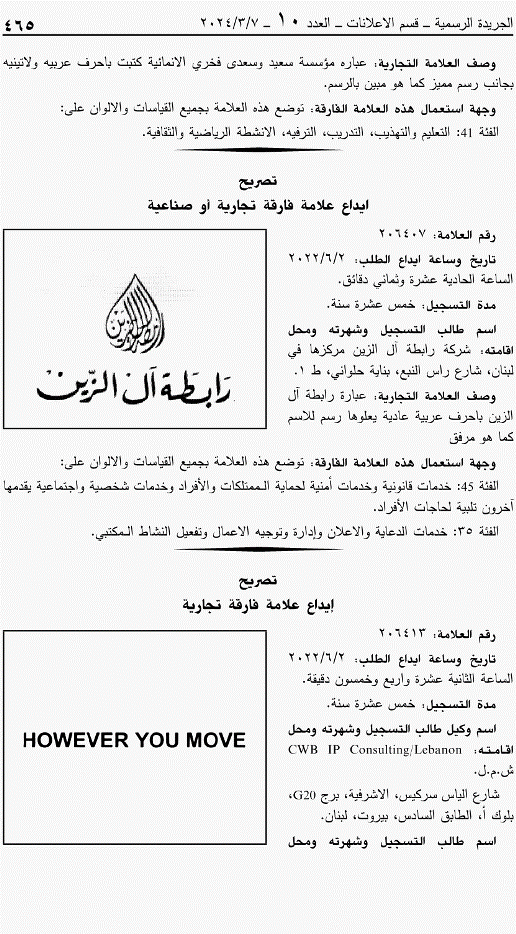 الجريدة الرسمية ـ قسم الاعلانات ـ العدد ١٠ ـ ٢٠٢٤/٣/٧
٤٦٥
وصف العلامة التجارية: عباره مؤسسة سعيد وسعدى فخري الانمائية كتبت باحرف عربيه ولاتينيه
بجانب رسم مميز كما هو مبين بالرسم.
وجهة استعمال هذه العلامة الفارقة: توضع هذه العلامة بجميع القياسات والالوان على:
الفئة 41: التعليم والتهذيب، التدريب، الترفيه، الانشطة الرياضية والثقافية.
تصريح
ايداع علامة فارقة تجارية أو صناعية
رقم العلامة: ٢٠٦٤٠٧
تاريخ وساعة ايداع الطلب: ٢٠٢٢/٦/٢
الساعة الحادية عشرة وثماني دقائق.
مدة التسجيل: خمس عشرة سنة.
اسم طالب التسجيل وشهرته ومحل
اقامته: شركة رابطة آل الزين مركزها في
لبنان، شارع راس النبع، بناية حلواني، ط ١.
وصف العلامة التجارية: عبارة رابطة آل
الزين باحرف عربية عادية يعلوها رسم للاسم
كما هو مرفق
رابطة آل الزّين
وجهة استعمال هذه العلامة الفارقة: توضع هذه العلامة بجميع القياسات والالوان على:
الفئة 45: خدمات قانونية وخدمات أمنية لحماية الـممتلكات والأفراد وخدمات شخصية واجتماعية يقدمها
آخرون تلبية لحاجات الأفراد.
الفئة ٣٥: خدمات الدعاية والاعلان وإدارة وتوجيه الاعمال وتفعيل النشاط الـمكتبي.
تصريح
إيداع علامة فارقة تجارية
رقم العلامة: ٢٠٦٤١٣
تاريخ وساعة ايداع الطلب: ٢٠٢٢/٦/٢
الساعة الثانية عشرة واربع وخمسون دقيقة.
مدة التسجيل: خمس عشرة سنة.
اسم وكيل طالب التسجيل وشهرته ومحل
اقامته: CWB IP Consulting/Lebanon
ش.م.ل.
شارع الياس سركيس، الاشرفية، برج G20،
بلوك أ، الطابق السادس، بيروت، لبنان.
اسم طالب التسجيل وشهرته ومحل
HOWEVER YOU MOVE